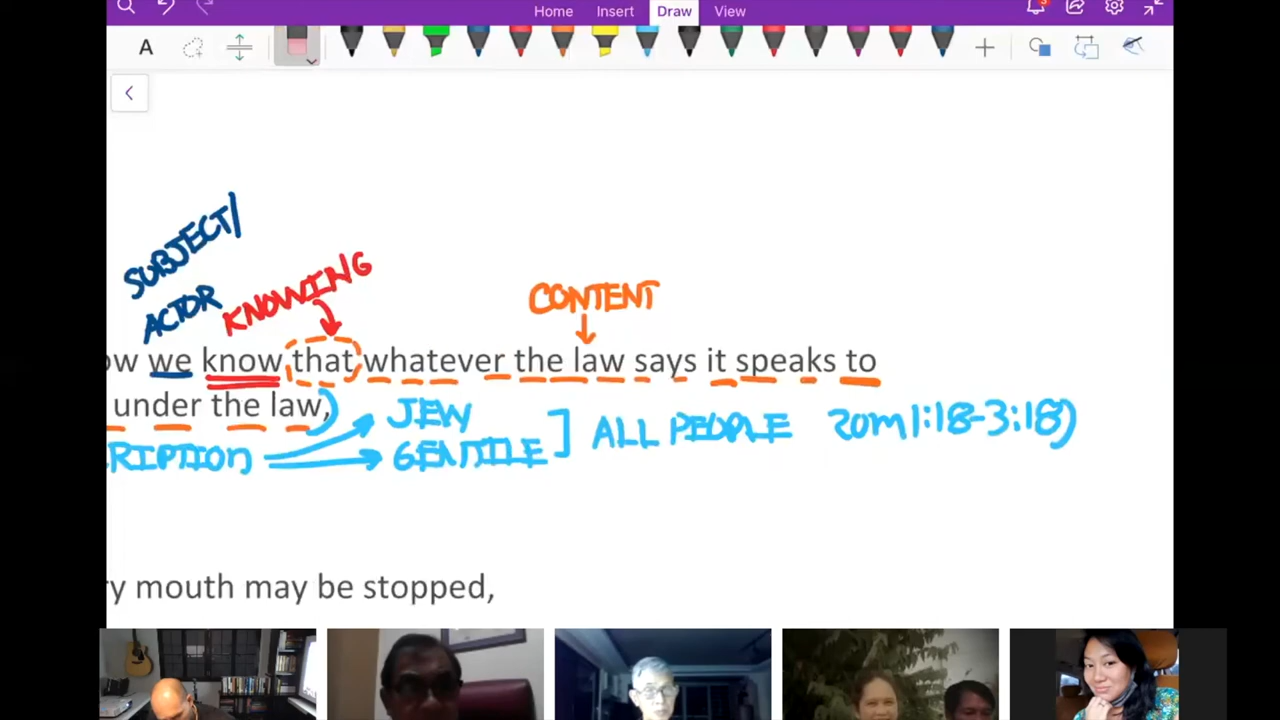 Home Insert Draw View
A
SUBJECT/
ACTOR
KNOWING
CONTENT
ow we know that whatever the law says it speaks to
under the law,
JEW
RIPTION GENTILE ] ALL PEOPLE ROM 1:18-3:18)
ry mouth may be stopped,